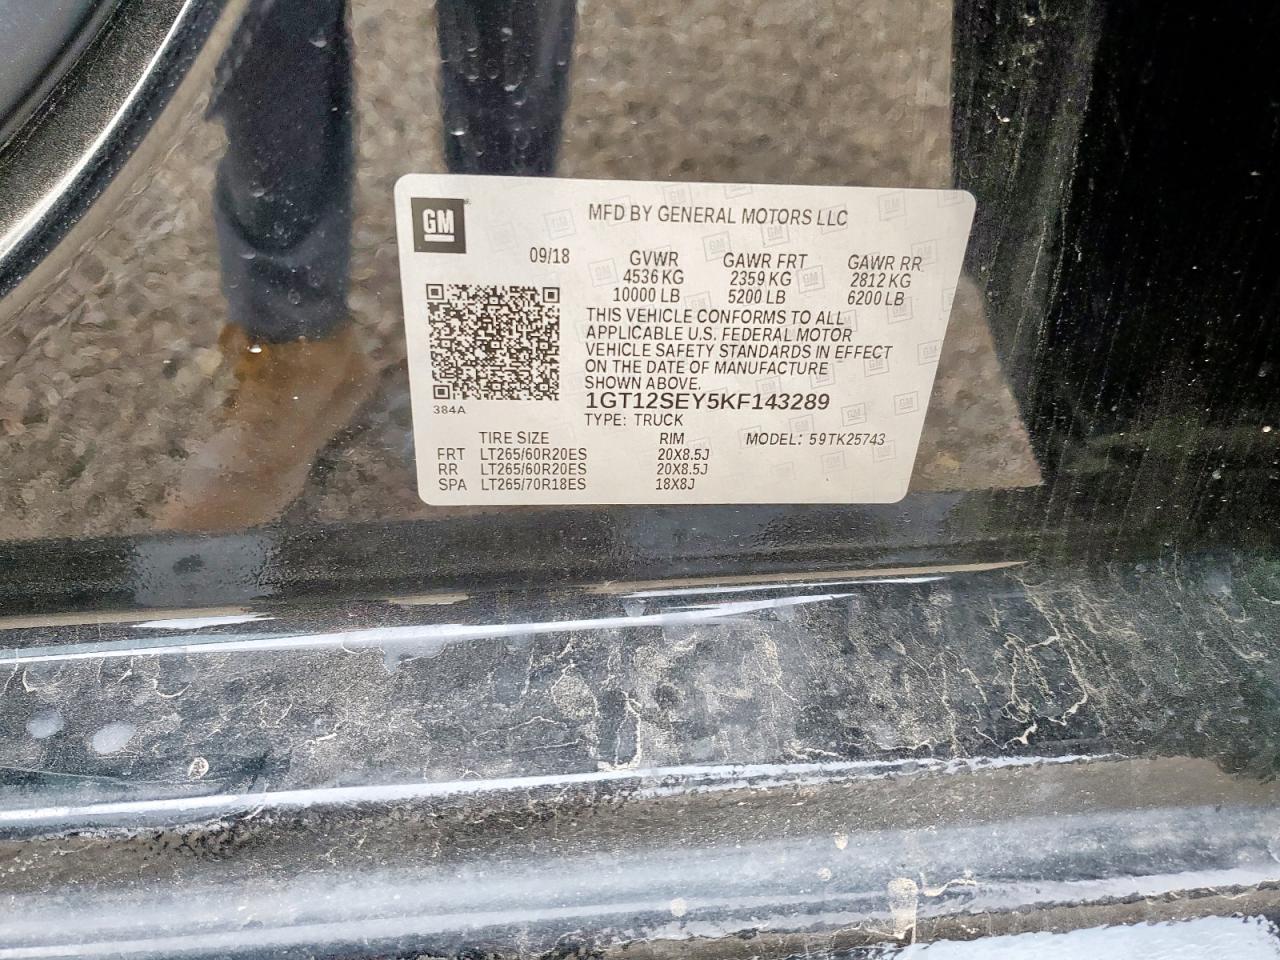 GM
MFD BY GENERAL MOTORS LLC
09/18 GVWR GAWR FRT GAWR RR
4536 KG 2359 KG 2812 KG
10000 LB 5200 LB 6200 LB
THIS VEHICLE CONFORMS TO ALL
APPLICABLE U.S. FEDERAL MOTOR
VEHICLE SAFETY STANDARDS IN EFFECT
ON THE DATE OF MANUFACTURE
SHOWN ABOVE.
1GT12SEY5KF143289
384A
TYPE: TRUCK
TIRE SIZE RIM MODEL: 59TK25743
FRT LT265/60R20ES 20X8.5J
RR LT265/60R20ES 20X8.5J
SPA LT265/70R18ES 18X8J